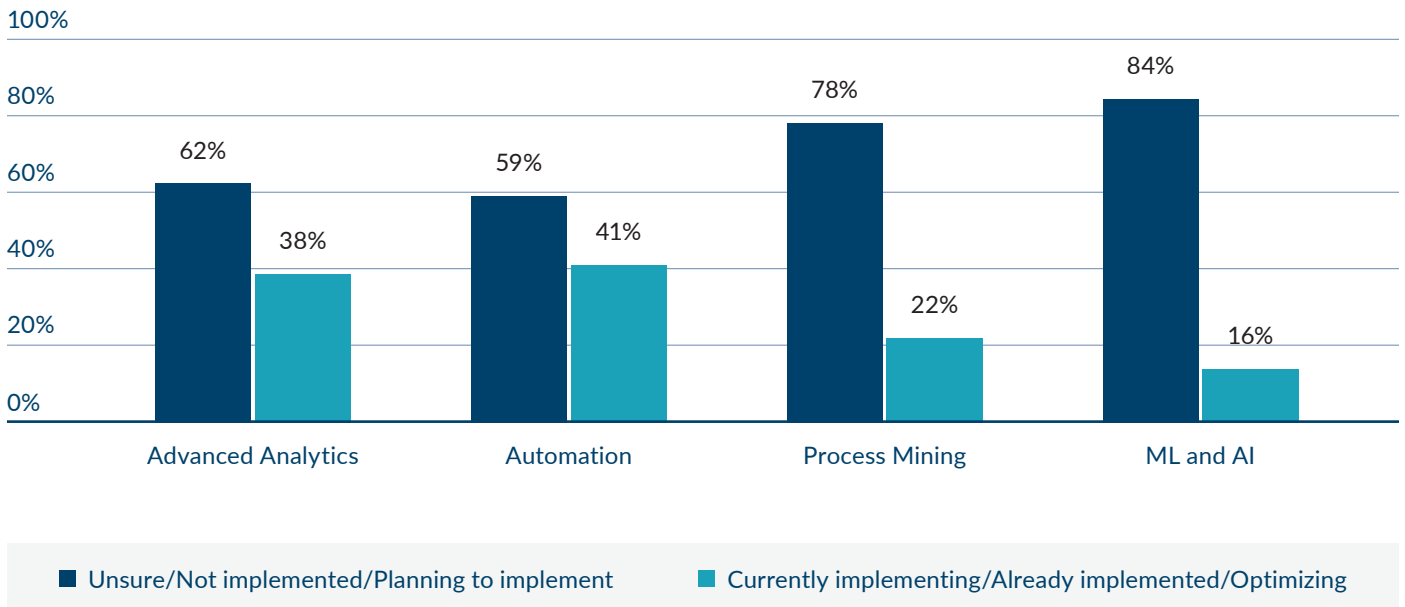 100%
84%
78%
80%
62%
59%
60%
41%
38%
40%
22%
20%
16%
0%
Advanced Analytics
Automation
Process Mining
ML and AI
Unsure/Not implemented/Planning to implement
Currently implementing/Already implemented/Optimizing